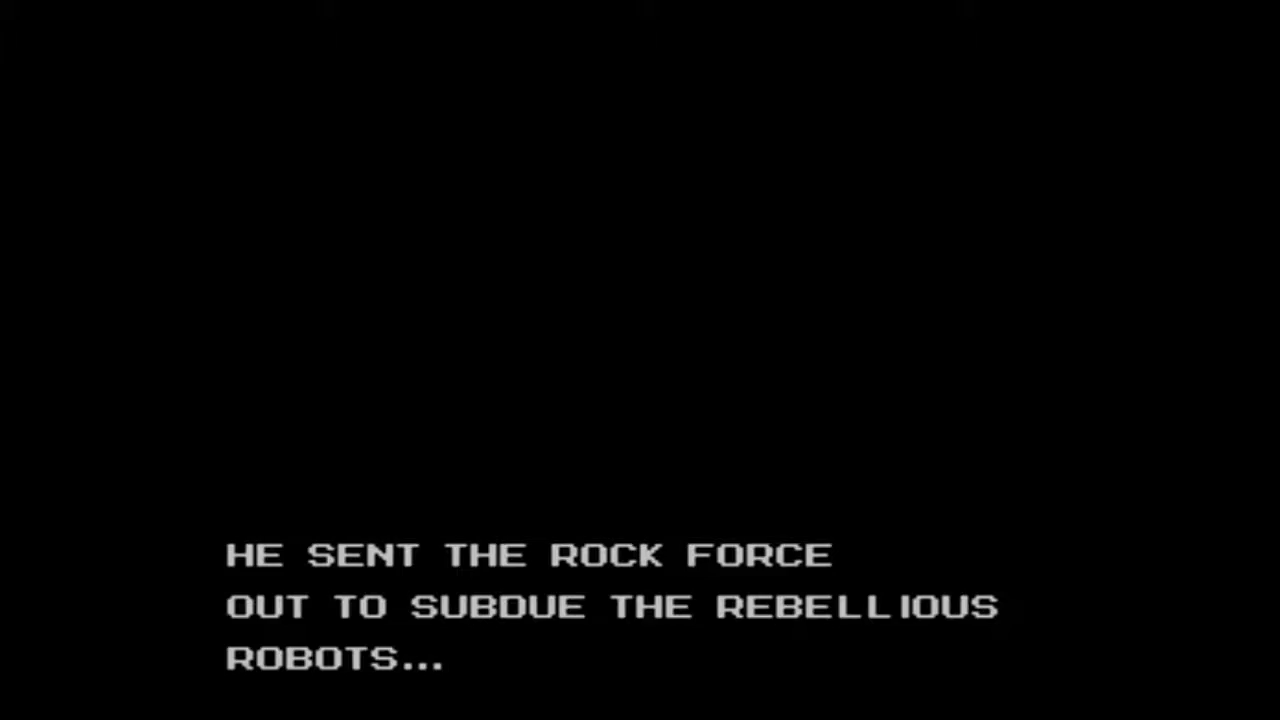 HE SENT THE ROCK FORCE
OUT TO SUBDUE THE REBELLIOUS
ROBOTS...